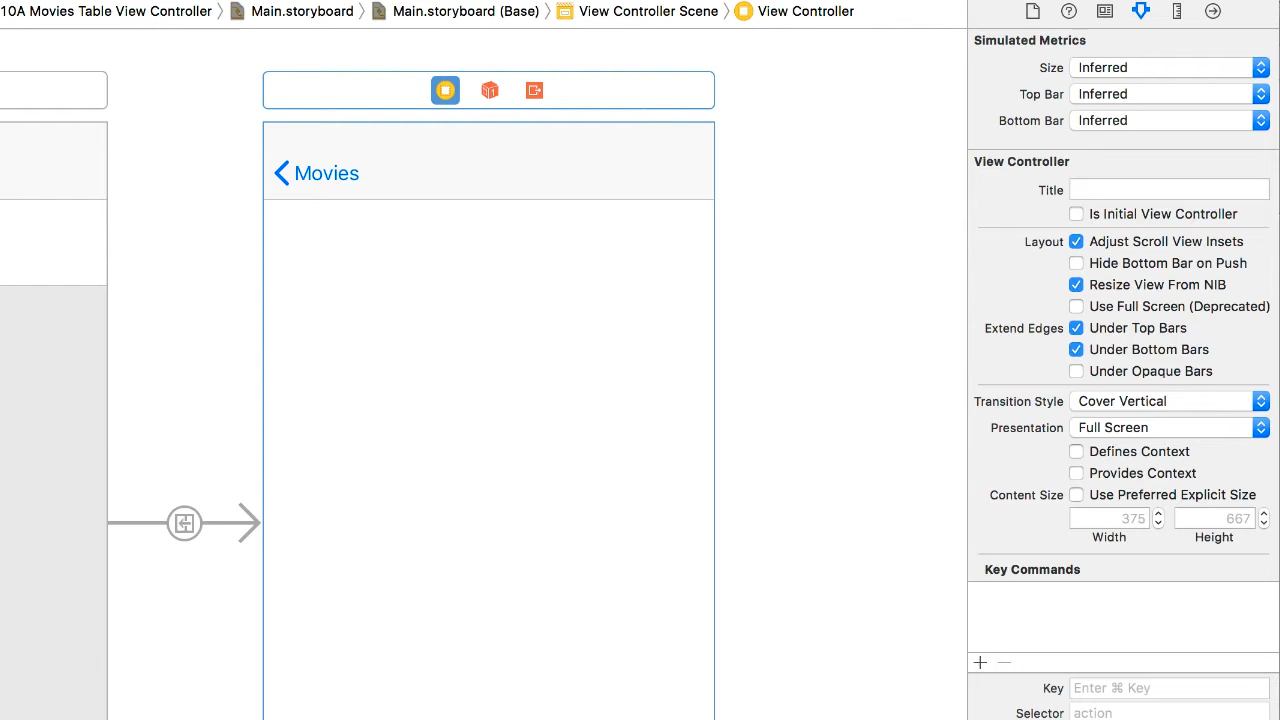 10A Movies Table View Controller Main.storyboard Main.storyboard (Base) View Controller Scene View Controller
1
Movies
Simulated Metrics
Size Inferred
Top Bar Inferred
Bottom Bar Inferred
View Controller
Title
Is Initial View Controller
Layout Adjust Scroll View Insets
Hide Bottom Bar on Push
Resize View From NIB
Use Full Screen (Deprecated)
Extend Edges Under Top Bars
Under Bottom Bars
Under Opaque Bars
Transition Style Cover Vertical
Presentation Full Screen
Defines Context
Provides Context
Content Size Use Preferred Explicit Size
375 667
Width Height
Key Commands
Key Enter ⌘ Key
Selector action